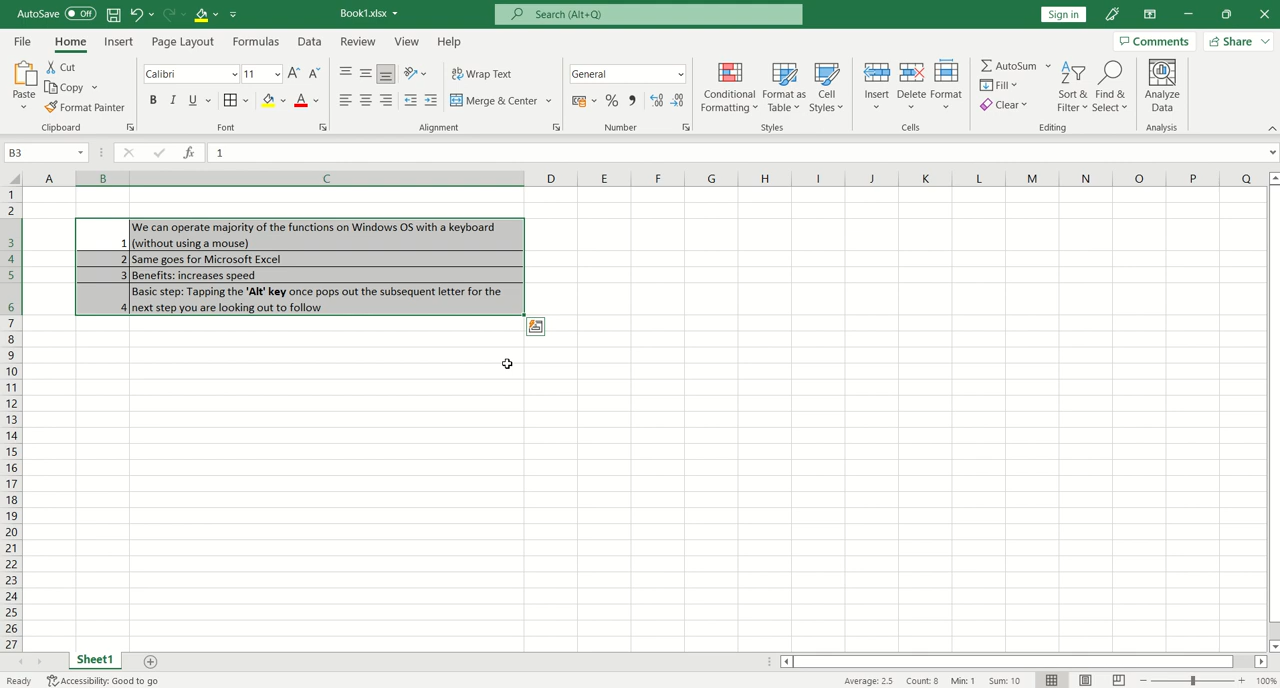 AutoSave Off Book1.xlsx Search (Alt+Q) Sign in
File Home Insert Page Layout Formulas Data Review View Help Comments Share
Paste Cut Copy Format Painter Clipboard
Calibri 11 A A B I U A Font
ab Wrap Text Merge & Center Alignment
General % 9 .00 Number
Conditional Formatting Format as Table Cell Styles Styles
Insert Delete Format Cells
AutoSum Fill Clear Sort & Filter Find & Select Editing
Analyze Data Analysis
B3 fx 1
A B C D E F G H I J K L M N O P Q
1
2
We can operate majority of the functions on Windows OS with a keyboard
3 1 (without using a mouse)
4 2 Same goes for Microsoft Excel
5 3 Benefits: increases speed
Basic step: Tapping the 'Alt' key once pops out the subsequent letter for the
6 4 next step you are looking out to follow
7
8
9
10
11
12
13
14
15
16
17
18
19
20
21
22
23
24
25
26
27
Sheet1
Ready Accessibility: Good to go Average: 2.5 Count: 8 Min: 1 Sum: 10 100%